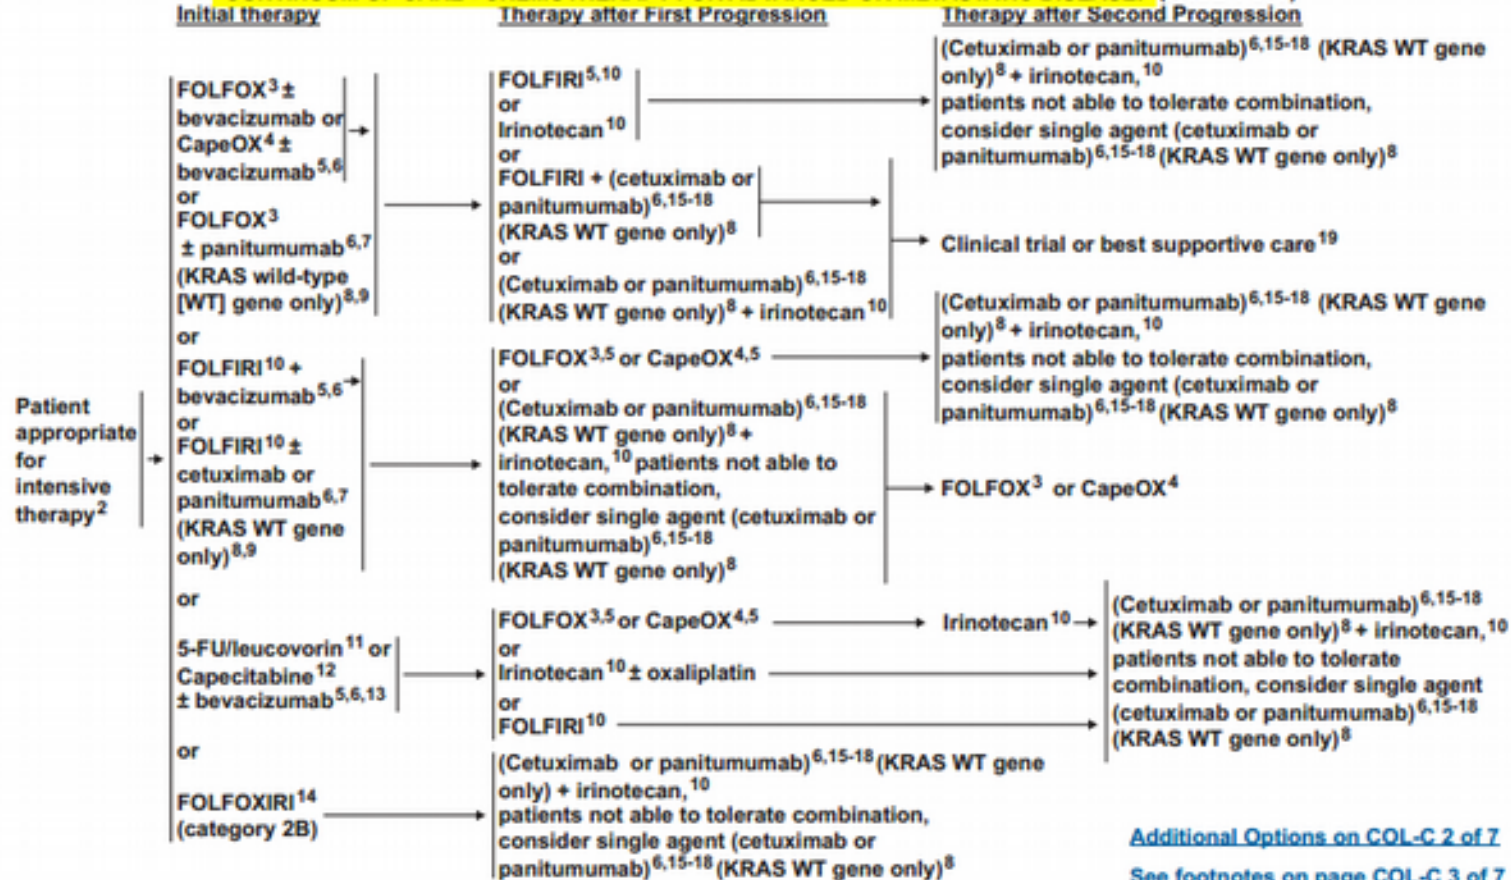 Initial therapy
Therapy after First Progression
Therapy after Second Progression
Patient
appropriate
for
intensive
therapy2
FOLFOX3 ±
bevacizumab or
CapeOX4 ±
bevacizumab5,6
or
FOLFOX3
± panitumumab6,7
(KRAS wild-type
[WT] gene only)8,9
or
FOLFIRI10 +
bevacizumab5,6
or
FOLFIRI10 ±
cetuximab or
panitumumab6,7
(KRAS WT gene
only)8,9
or
5-FU/leucovorin11 or
Capecitabine12
± bevacizumab5,6,13
or
FOLFOXIRI14
(category 2B)
FOLFIRI5,10
or
Irinotecan10
or
FOLFIRI + (cetuximab or
panitumumab)6,15-18
(KRAS WT gene only)8
or
(Cetuximab or panitumumab)6,15-18
(KRAS WT gene only)8 + irinotecan10
FOLFOX3,5 or CapeOX4,5
or
(Cetuximab or panitumumab)6,15-18
(KRAS WT gene only)8 +
irinotecan,10 patients not able to
tolerate combination,
consider single agent (cetuximab or
panitumumab)6,15-18
(KRAS WT gene only)8
FOLFOX3,5 or CapeOX4,5
or
Irinotecan10 ± oxaliplatin
or
FOLFIRI10
(Cetuximab or panitumumab)6,15-18 (KRAS WT gene
only) + irinotecan,10
patients not able to tolerate combination,
consider single agent (cetuximab or
panitumumab)6,15-18 (KRAS WT gene only)8
(Cetuximab or panitumumab)6,15-18 (KRAS WT gene
only)8 + irinotecan,10
patients not able to tolerate combination,
consider single agent (cetuximab or
panitumumab)6,15-18 (KRAS WT gene only)8
Clinical trial or best supportive care19
(Cetuximab or panitumumab)6,15-18 (KRAS WT gene
only)8 + irinotecan,10
patients not able to tolerate combination,
consider single agent (cetuximab or
panitumumab)6,15-18 (KRAS WT gene only)8
FOLFOX3 or CapeOX4
Irinotecan10
(Cetuximab or panitumumab)6,15-18
(KRAS WT gene only)8 + irinotecan,10
patients not able to tolerate
combination, consider single agent
(cetuximab or panitumumab)6,15-18
(KRAS WT gene only)8
Additional Options on COL-C 2 of 7
See footnotes on page COL-C 3 of 7